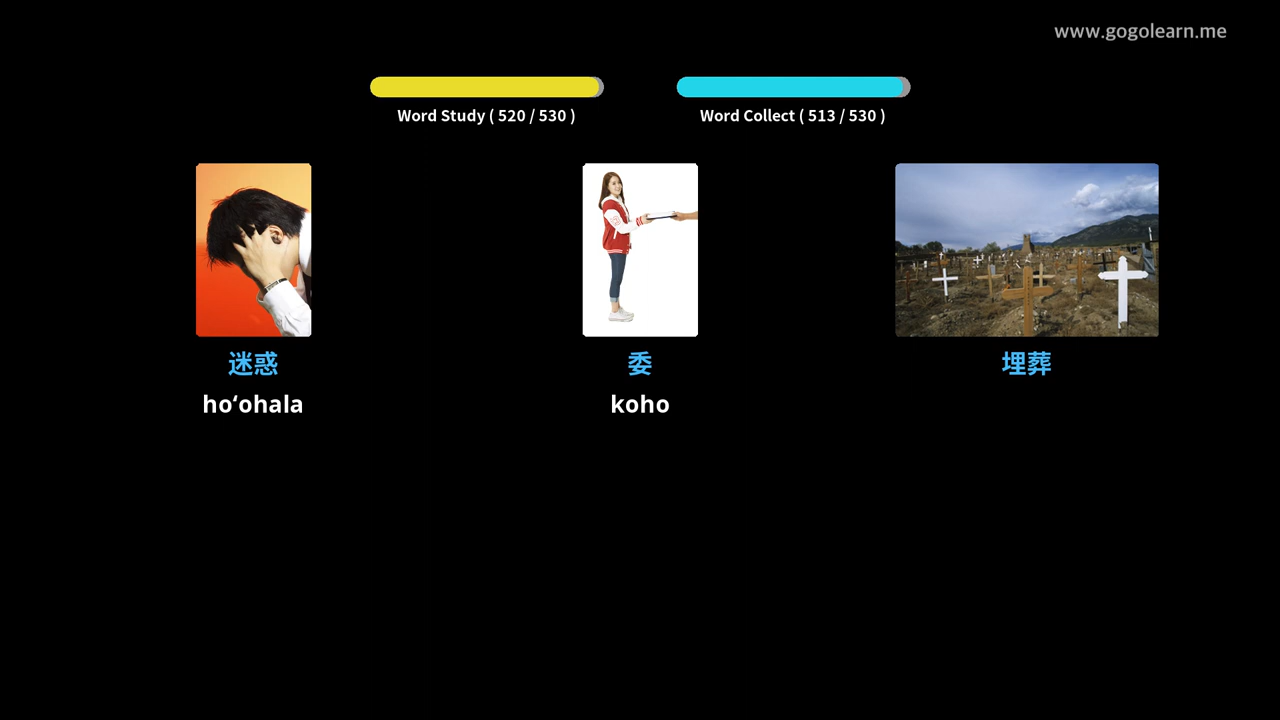 www.gogolearn.me
Word Study ( 520 / 530 )
Word Collect ( 513 / 530 )
迷惑
委
埋葬
hoʻohala
koho